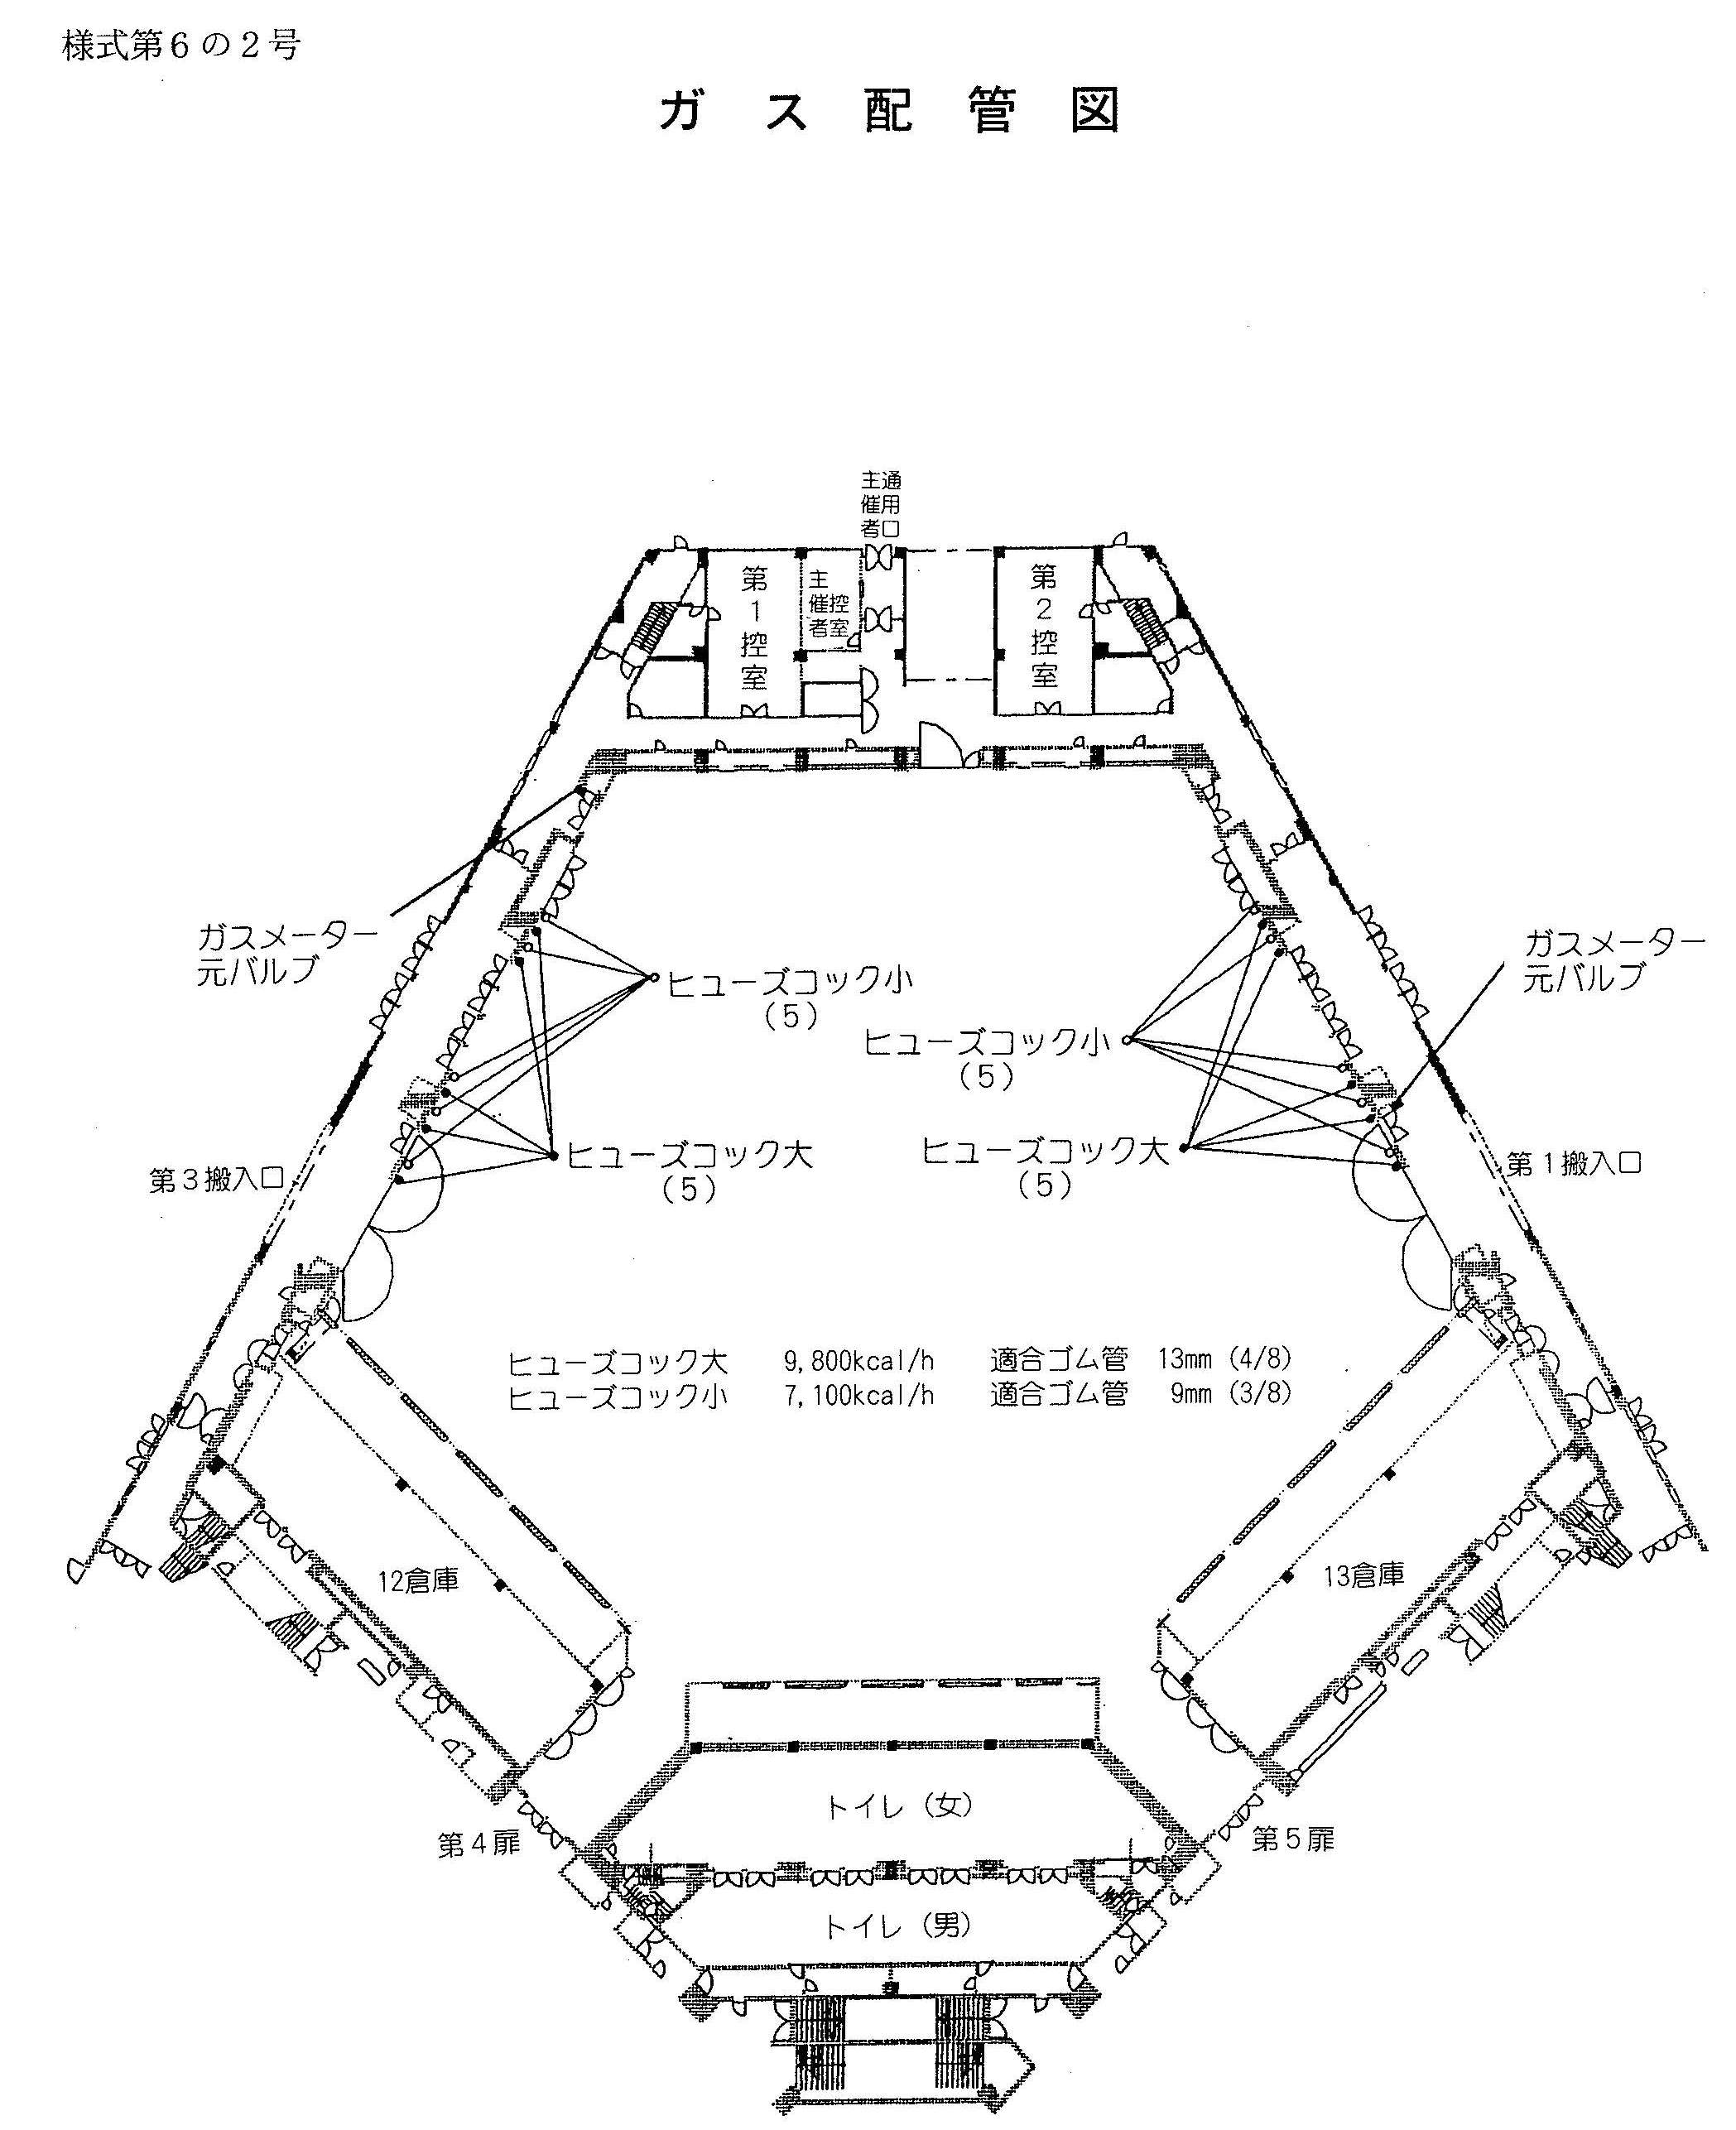 様式第６の２号
ガス配管図
主催者通用口
第１控室
主催者控室
第２控室
ガスメーター
元バルブ
ガスメーター
元バルブ
ヒューズコック小
（５）
ヒューズコック小
（５）
ヒューズコック大
（５）
ヒューズコック大
（５）
第３搬入口
第１搬入口
ヒューズコック大　9,800kcal/h　適合ゴム管　13mm (4/8)
ヒューズコック小　7,100kcal/h　適合ゴム管　9mm (3/8)
12倉庫
13倉庫
トイレ（女）
第４扉
第５扉
トイレ（男）